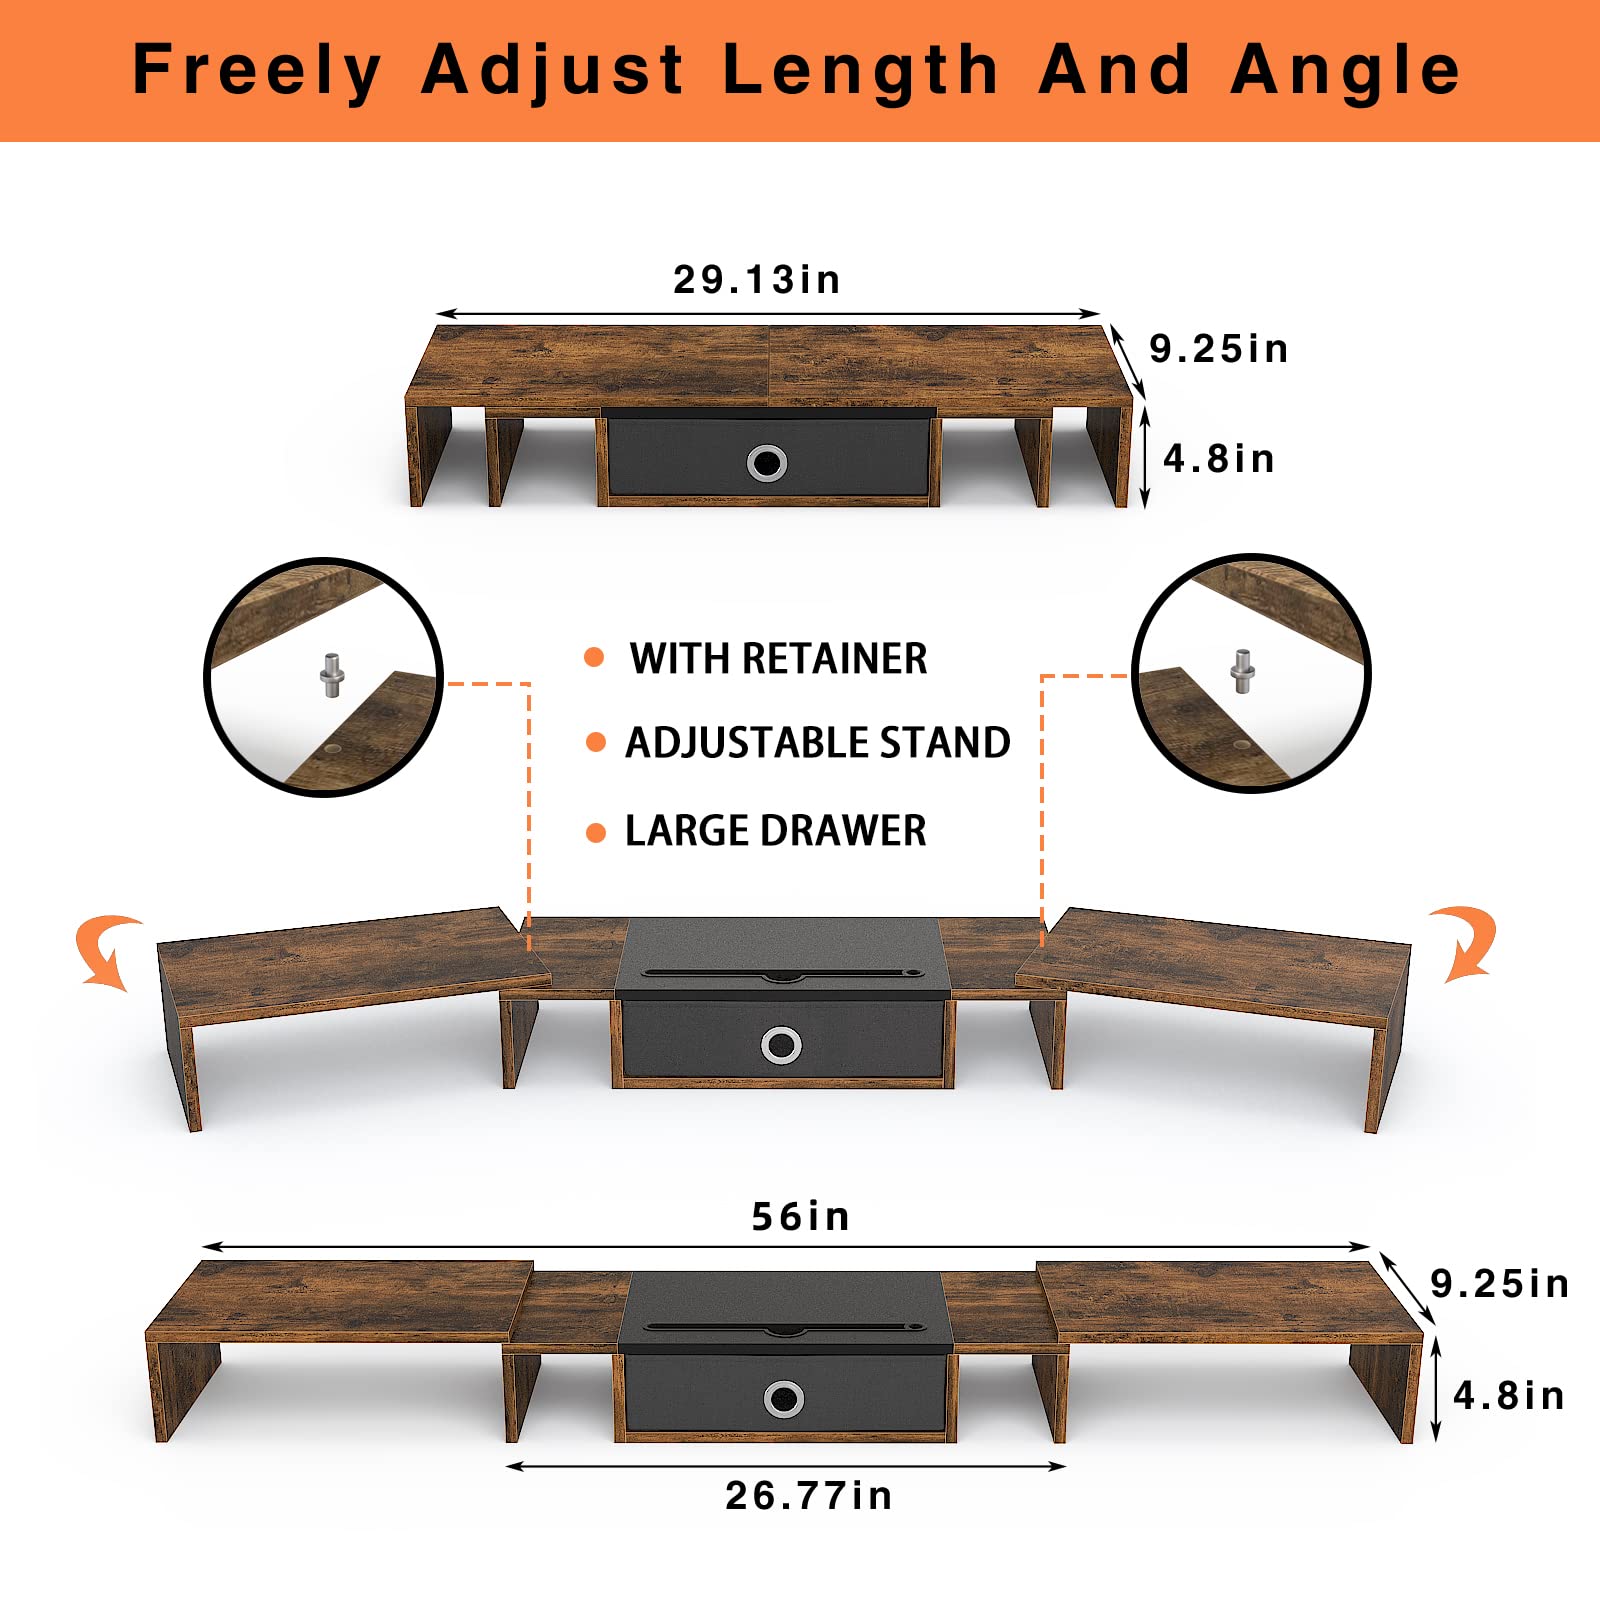 Freely Adjust Length And Angle
29.13in
9.25in
4.8in
WITH RETAINER
ADJUSTABLE STAND
LARGE DRAWER
56in
9.25in
4.8in
26.77in